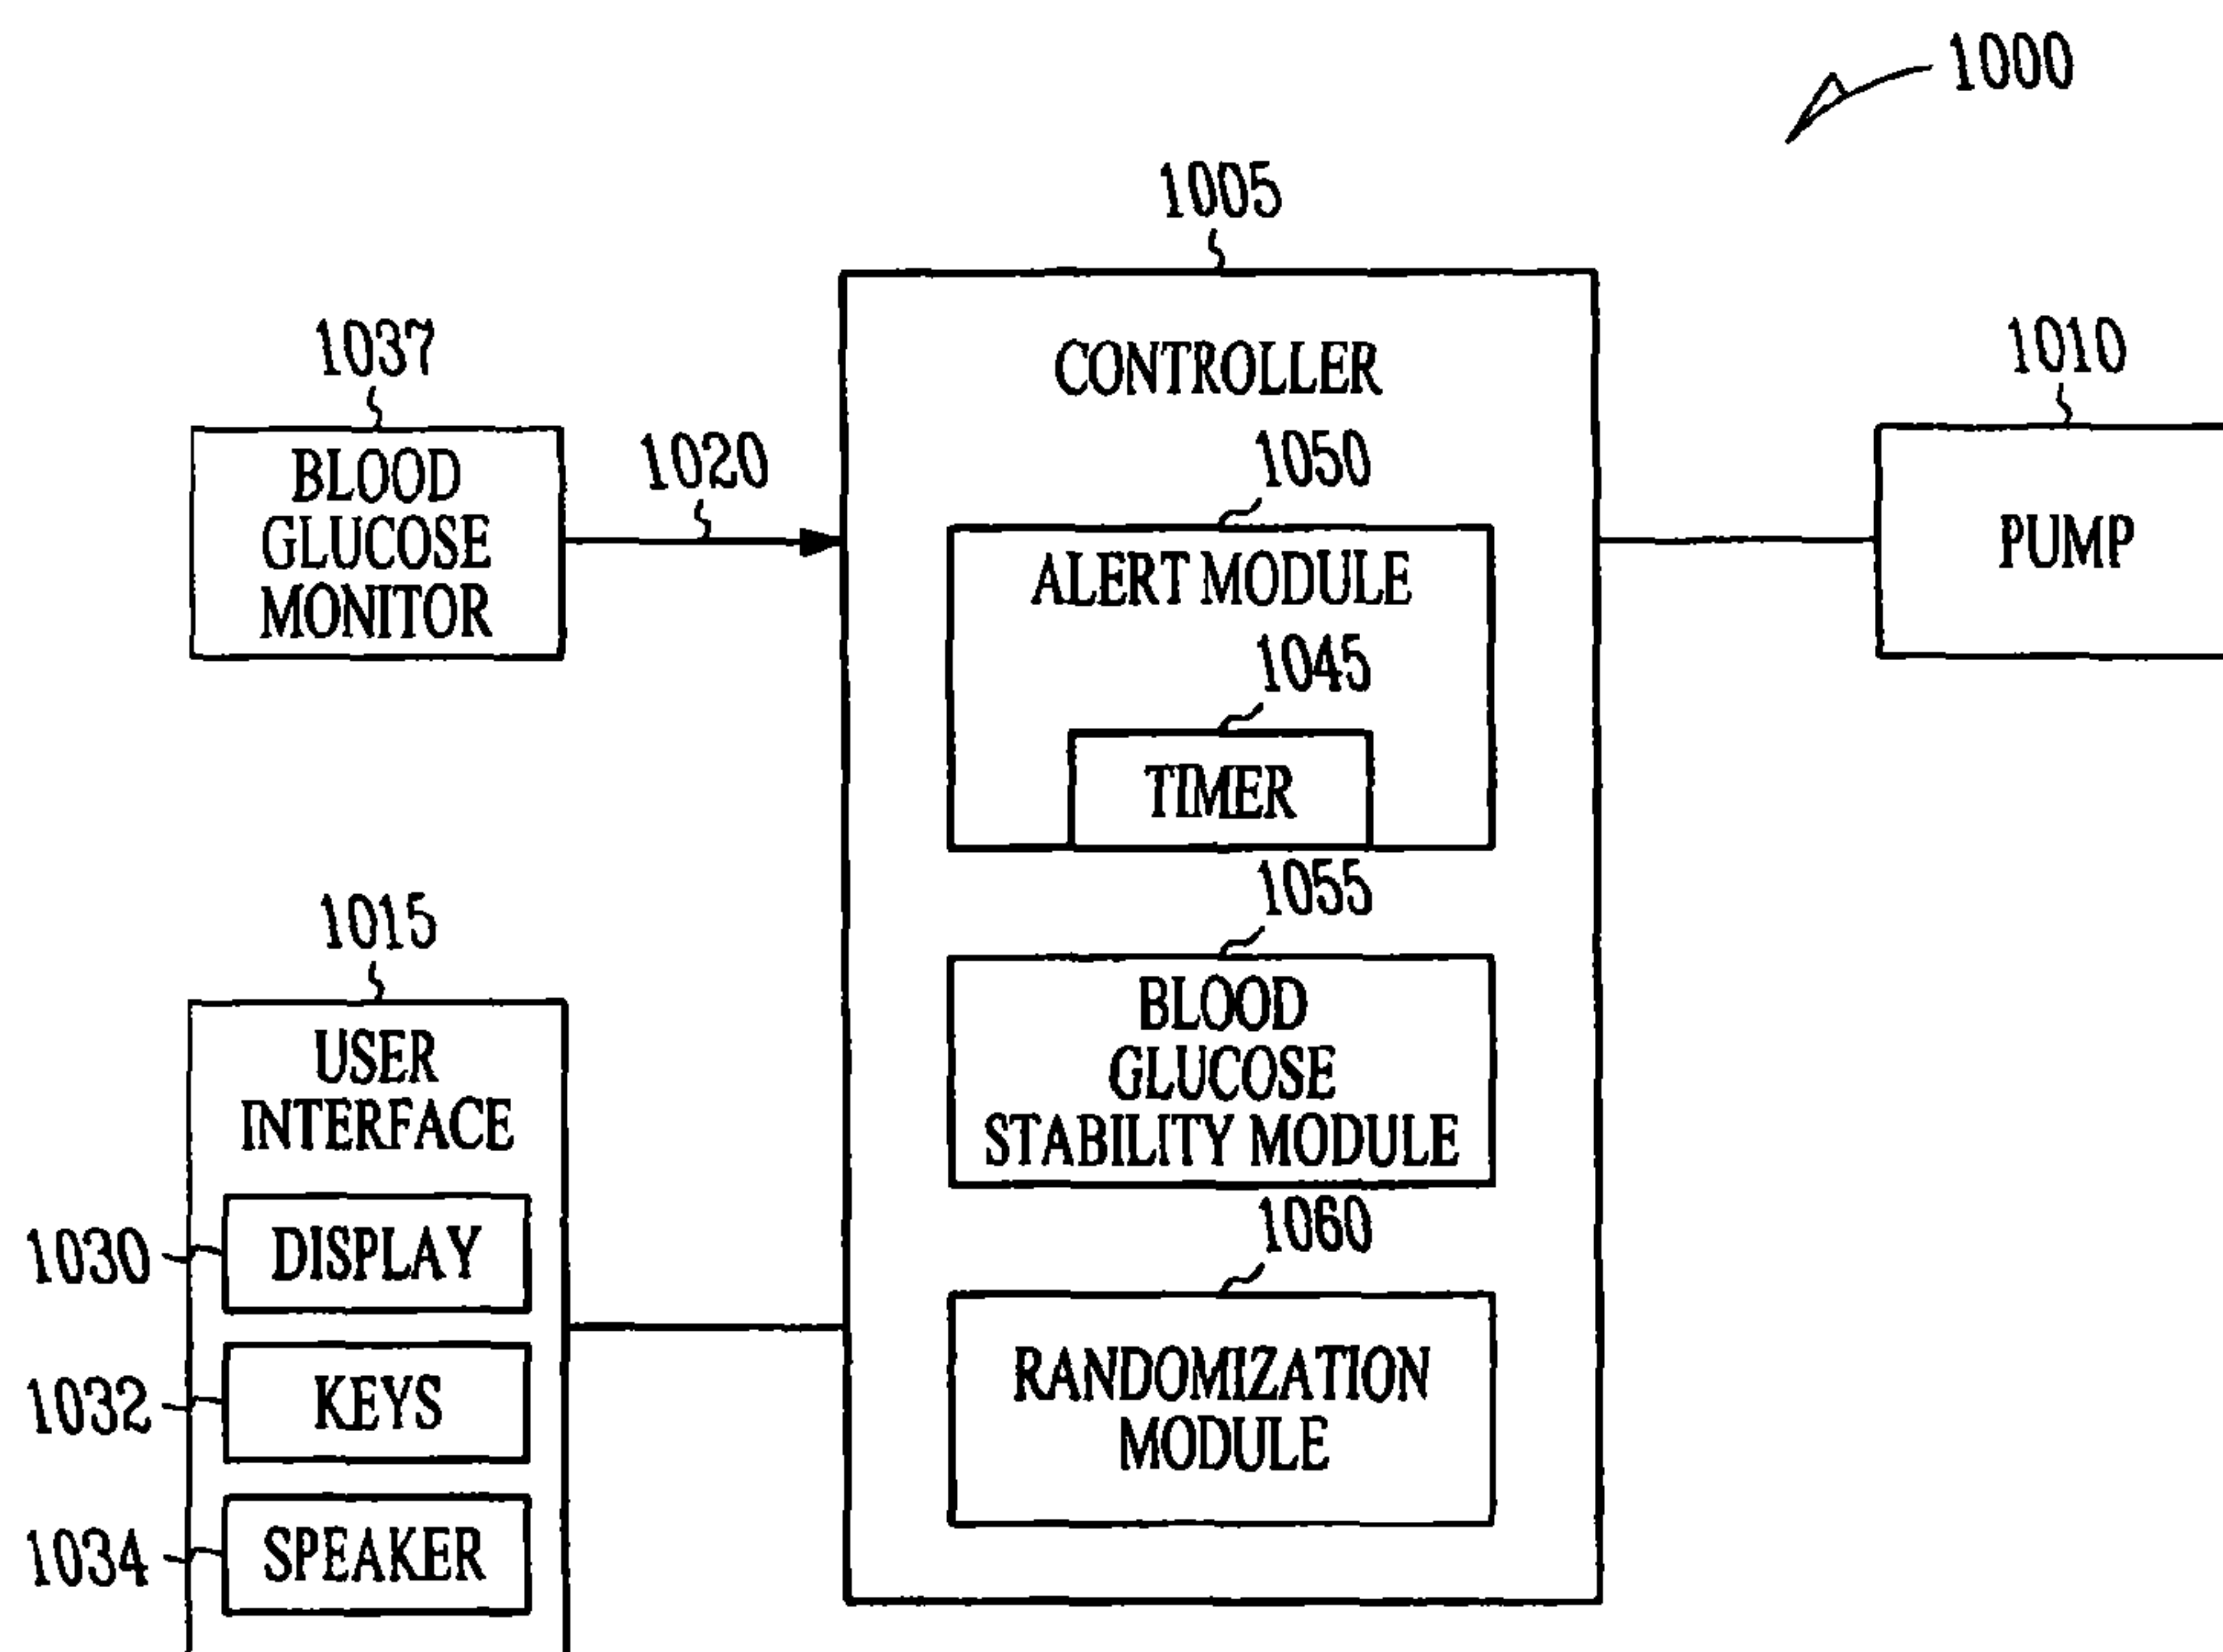 1000
1005
1037
BLOOD
GLUCOSE
MONITOR
1020
CONTROLLER
1050
ALERT MODULE
1045
TIMER
1010
PUMP
1055
BLOOD
GLUCOSE
STABILITY MODULE
1060
RANDOMIZATION
MODULE
1015
USER
INTERFACE
1030
DISPLAY
1032
KEYS
1034
SPEAKER